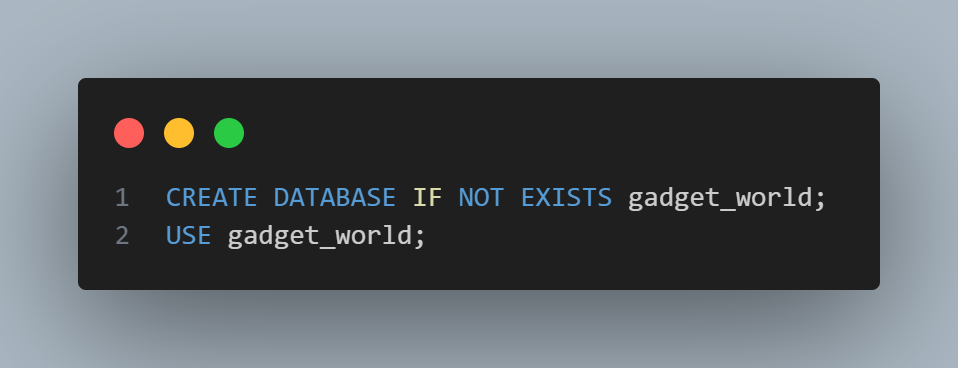 1 CREATE DATABASE IF NOT EXISTS gadget_world;
2 USE gadget_world;